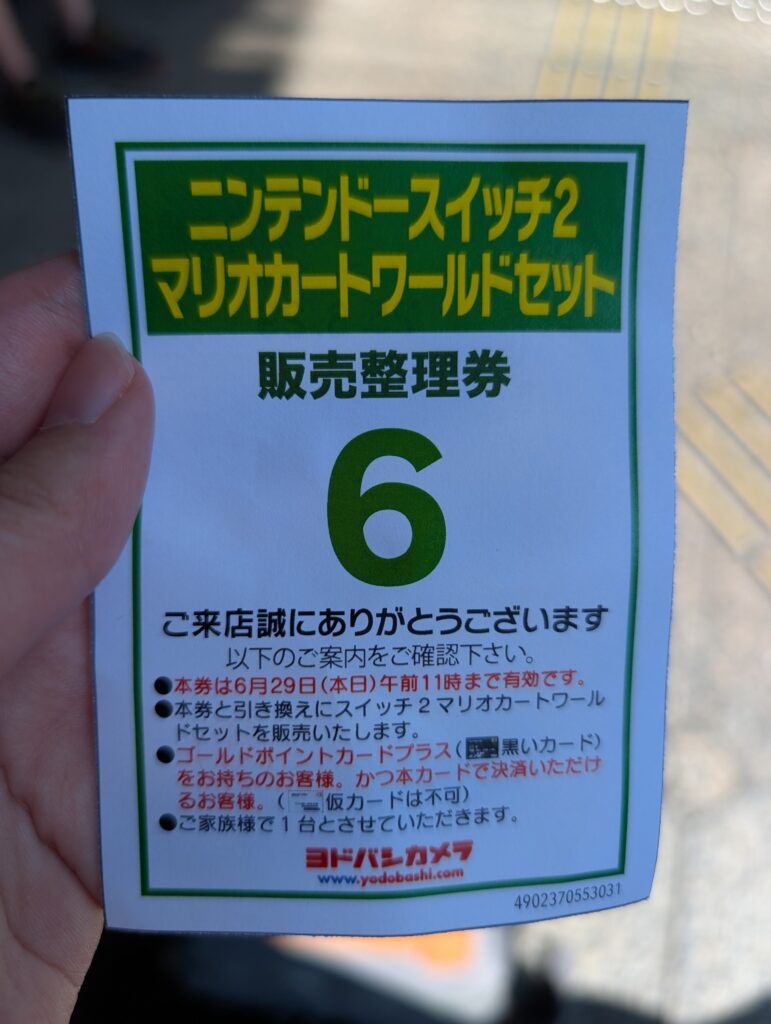 ニンテンドースイッチ2
マリオカートワールドセット
販売整理券
6
ご来店誠にありがとうございます
以下のご案内をご確認下さい。
●本券は6月29日(本日)午前11時まで有効です。
●本券と引き換えにスイッチ2マリオカートワール
ドセットを販売いたします。
●ゴールドポイントカードプラス(黒いカード)
をお持ちのお客様。かつ本カードで決済いただけ
るお客様。(仮カードは不可)
●ご家族様で1台とさせていただきます。
ヨドバシカメラ
www.yodobashi.com
4902370553031